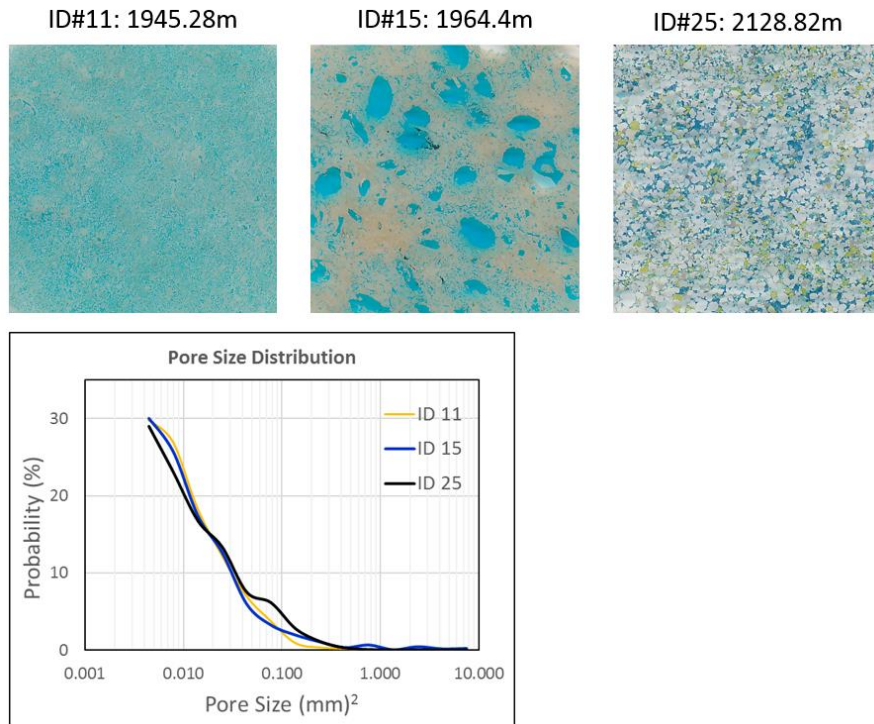 ID#11: 1945.28m
ID#15: 1964.4m
ID#25: 2128.82m
Pore Size Distribution
30
20
10
0
Probability (%)
ID 11
ID 15
ID 25
0.001
0.010
0.100
1.000
10.000
Pore Size (mm)²